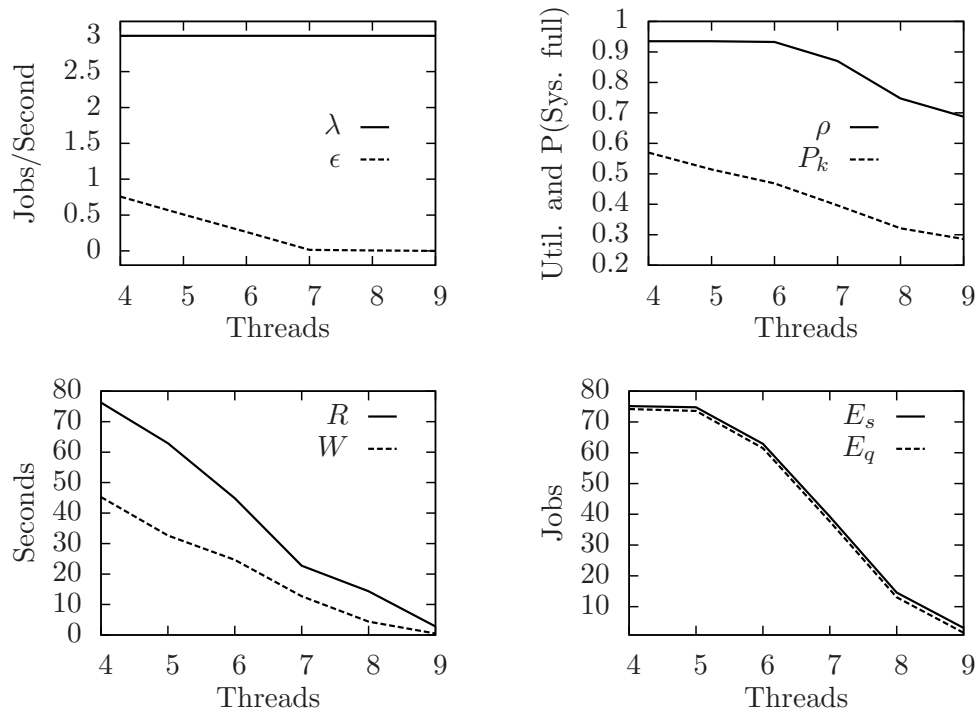 Jobs/Second
3
2.5
2
1.5
1
0.5
0
λ
ϵ
4 5 6 7 8 9
Threads
Util. and P(Sys. full)
1
0.9
0.8
0.7
0.6
0.5
0.4
0.3
0.2
ρ
P_k
4 5 6 7 8 9
Threads
Seconds
80
70
60
50
40
30
20
10
0
R
W
4 5 6 7 8 9
Threads
Jobs
80
70
60
50
40
30
20
10
E_s
E_q
4 5 6 7 8 9
Threads